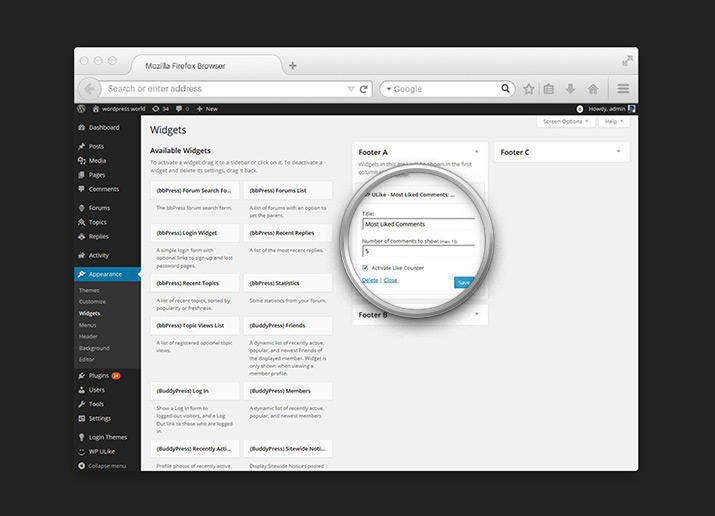 Mozilla Firefox Browser
Search or enter address
Google
wordpress world
34
0
New
Howdy, admin
Dashboard
Posts
Media
Pages
Comments
Forums
Topics
Replies
Activity
Appearance
Themes
Customize
Widgets
Menus
Header
Background
Editor
Plugins 24
Users
Tools
Settings
Login Themes
WP ULike
Collapse menu
Screen Options
Help
Widgets
Available Widgets
To activate a widget drag it to a sidebar or click on it. To deactivate a
widget and delete its settings, drag it back.
(bbPress) Forum Search Fo...
The bbPress forum search form.
(bbPress) Forums List
A list of forums with an option to
set the parent.
(bbPress) Login Widget
A simple login form with
optional links to sign-up and lost
password pages.
(bbPress) Recent Replies
A list of the most recent replies.
(bbPress) Recent Topics
A list of recent topics, sorted by
popularity or freshness.
(bbPress) Statistics
Some statistics from your forum.
(bbPress) Topic Views List
A list of registered optional topic
views.
(BuddyPress) Friends
A dynamic list of recently active,
popular, and newest Friends of
the displayed member. Widget is
only shown when viewing a
member profile.
(BuddyPress) Log In
Show a Log In form to
logged-out visitors, and a Log
Out link to those who are logged
in.
(BuddyPress) Members
A dynamic list of recently active,
popular, and newest members
(BuddyPress) Recently Acti...
Profile photos of recently active
(BuddyPress) Sitewide Notic...
Display Sitewide Notices posted
Footer A
Widgets in this area will be shown in the first
column
WP ULike - Most Liked Comments: ...
Title:
Most Liked Comments
Number of comments to show: (max. 15)
5
Activate Like Counter
Delete | Close
Save
Footer B
Footer C